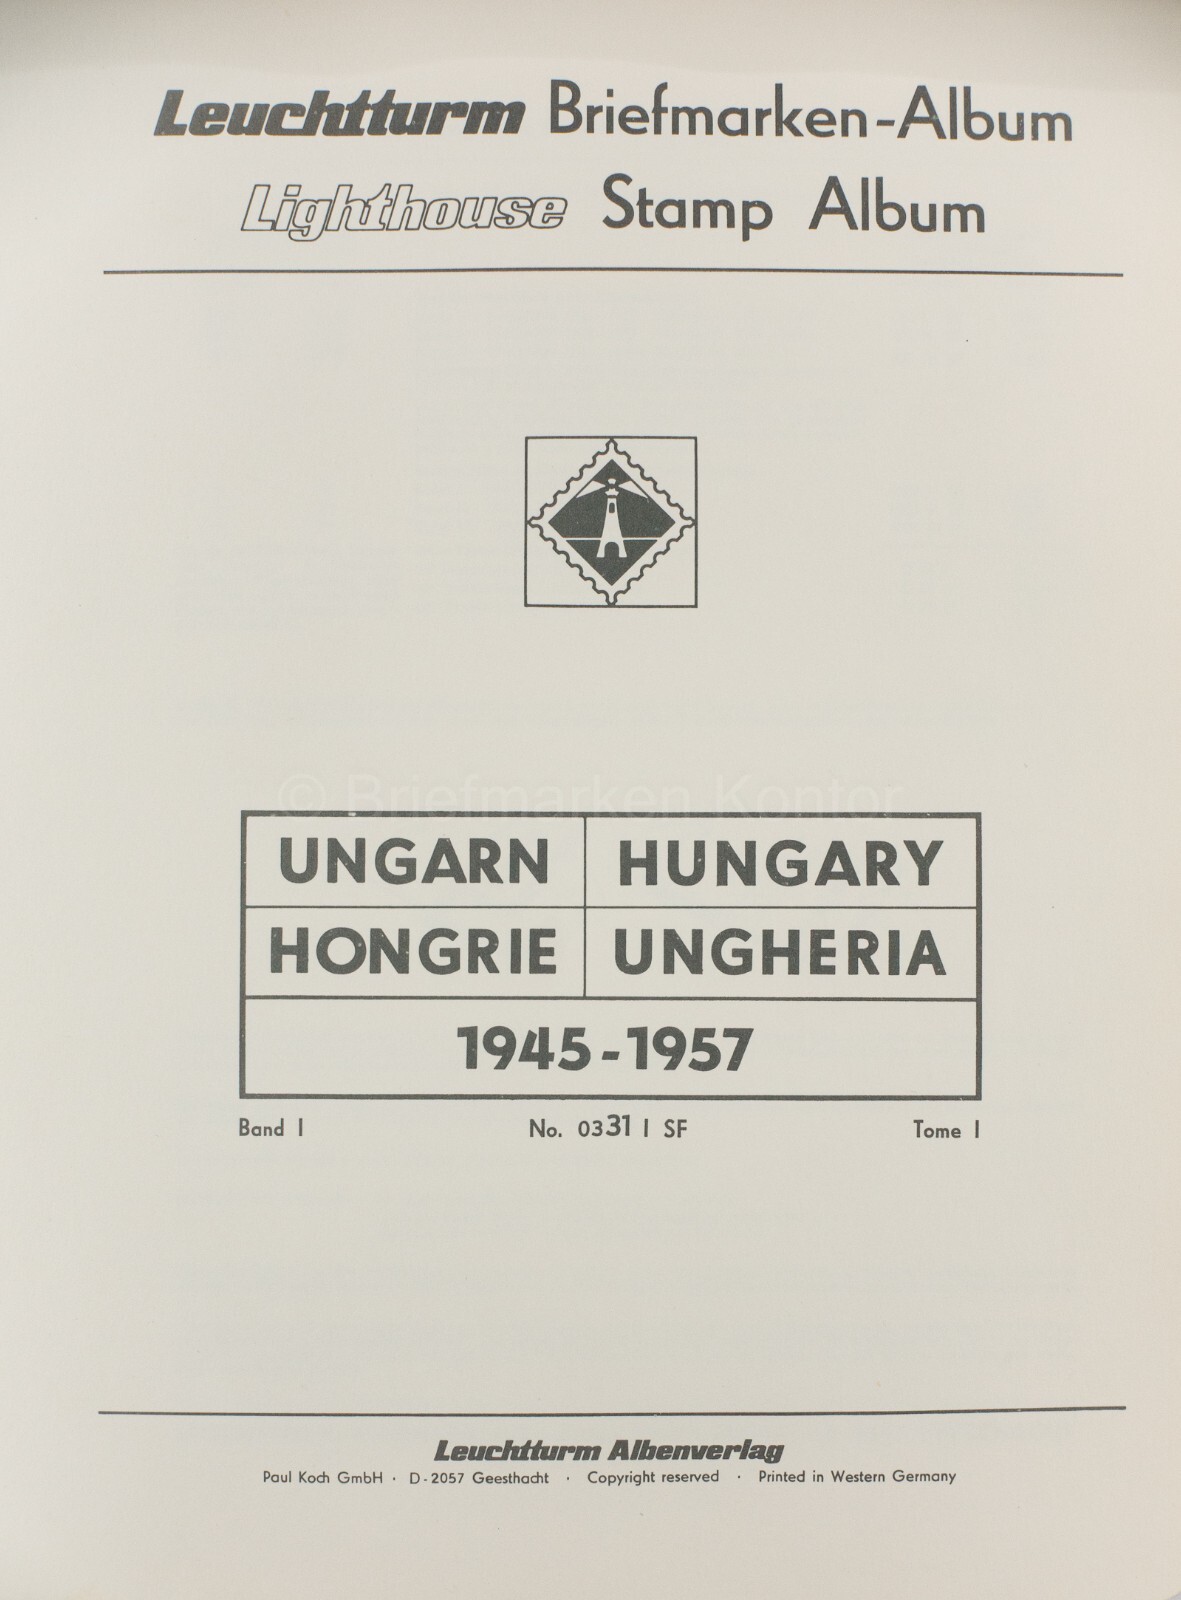 Leuchtturm Briefmarken-Album
Lighthouse Stamp Album
© Briefmarken Kontor
UNGARN HUNGARY
HONGRIE UNGHERIA
1945-1957
Band I No. 0331 I SF Tome I
Leuchtturm Albenverlag
Paul Koch GmbH · D-2057 Geesthacht · Copyright reserved · Printed in Western Germany